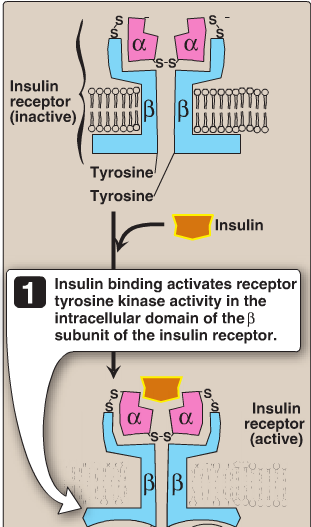 S S
S S
α α
S-S
Insulin
receptor
(inactive)
β β
Tyrosine
Tyrosine
Insulin
1 Insulin binding activates receptor
tyrosine kinase activity in the
intracellular domain of the β
subunit of the insulin receptor.
S S
S S
α α
Insulin
receptor
(active)
S-S
β β